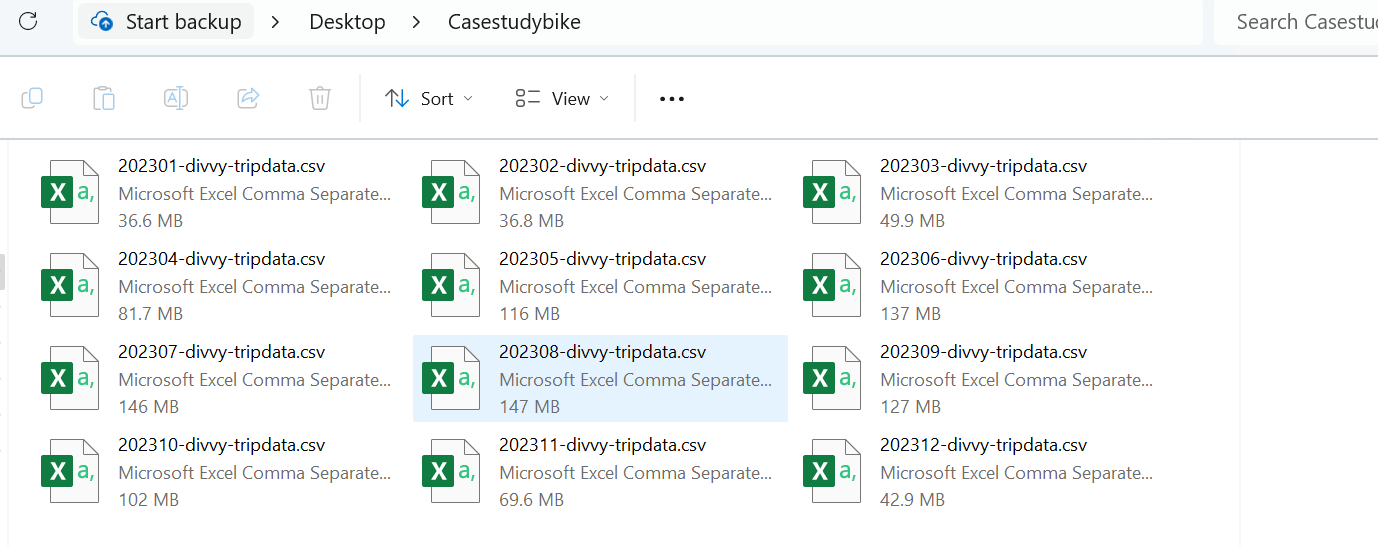 Start backup > Desktop > Casestudybike Search Casestu
Sort View
202301-divvy-tripdata.csv
Microsoft Excel Comma Separate...
36.6 MB
202302-divvy-tripdata.csv
Microsoft Excel Comma Separate...
36.8 MB
202303-divvy-tripdata.csv
Microsoft Excel Comma Separate...
49.9 MB
202304-divvy-tripdata.csv
Microsoft Excel Comma Separate...
81.7 MB
202305-divvy-tripdata.csv
Microsoft Excel Comma Separate...
116 MB
202306-divvy-tripdata.csv
Microsoft Excel Comma Separate...
137 MB
202307-divvy-tripdata.csv
Microsoft Excel Comma Separate...
146 MB
202308-divvy-tripdata.csv
Microsoft Excel Comma Separate...
147 MB
202309-divvy-tripdata.csv
Microsoft Excel Comma Separate...
127 MB
202310-divvy-tripdata.csv
Microsoft Excel Comma Separate...
102 MB
202311-divvy-tripdata.csv
Microsoft Excel Comma Separate...
69.6 MB
202312-divvy-tripdata.csv
Microsoft Excel Comma Separate...
42.9 MB